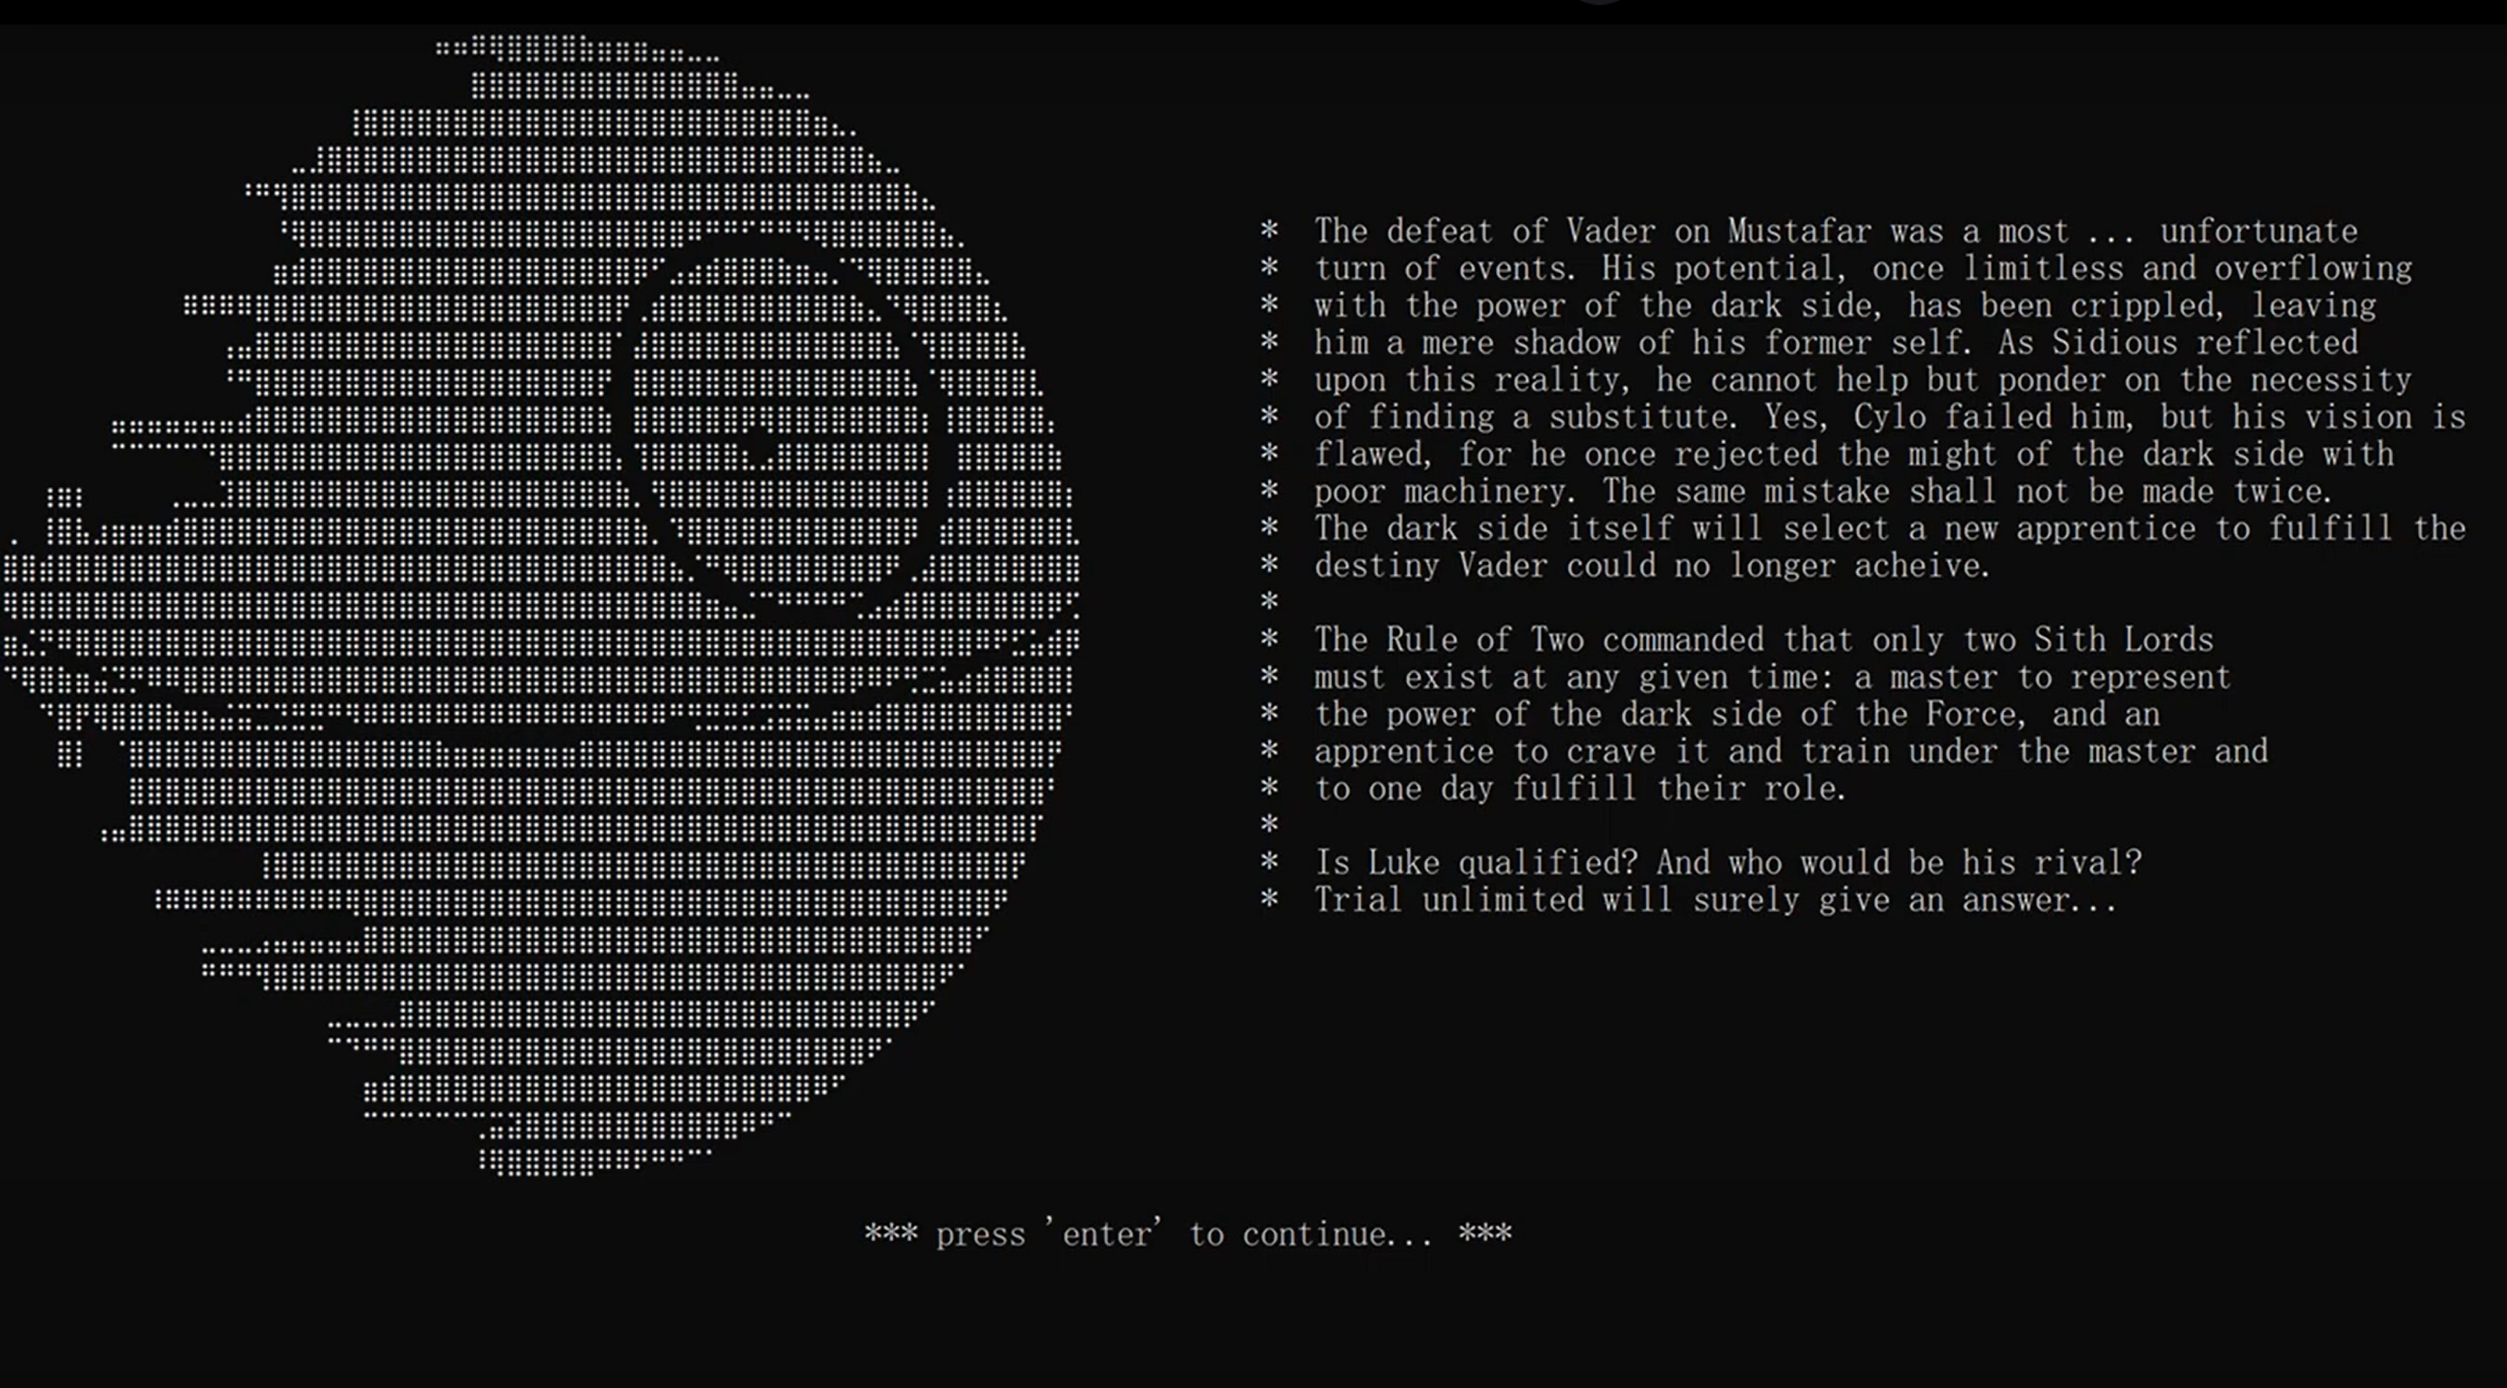 * The defeat of Vader on Mustafar was a most ... unfortunate
* turn of events. His potential, once limitless and overflowing
* with the power of the dark side, has been crippled, leaving
* him a mere shadow of his former self. As Sidious reflected
* upon this reality, he cannot help but ponder on the necessity
* of finding a substitute. Yes, Cylo failed him, but his vision is
* flawed, for he once rejected the might of the dark side with
* poor machinery. The same mistake shall not be made twice.
* The dark side itself will select a new apprentice to fulfill the
* destiny Vader could no longer acheive.
*
* The Rule of Two commanded that only two Sith Lords
* must exist at any given time: a master to represent
* the power of the dark side of the Force, and an
* apprentice to crave it and train under the master and
* to one day fulfill their role.
*
* Is Luke qualified? And who would be his rival?
* Trial unlimited will surely give an answer...
*** press 'enter' to continue... ***